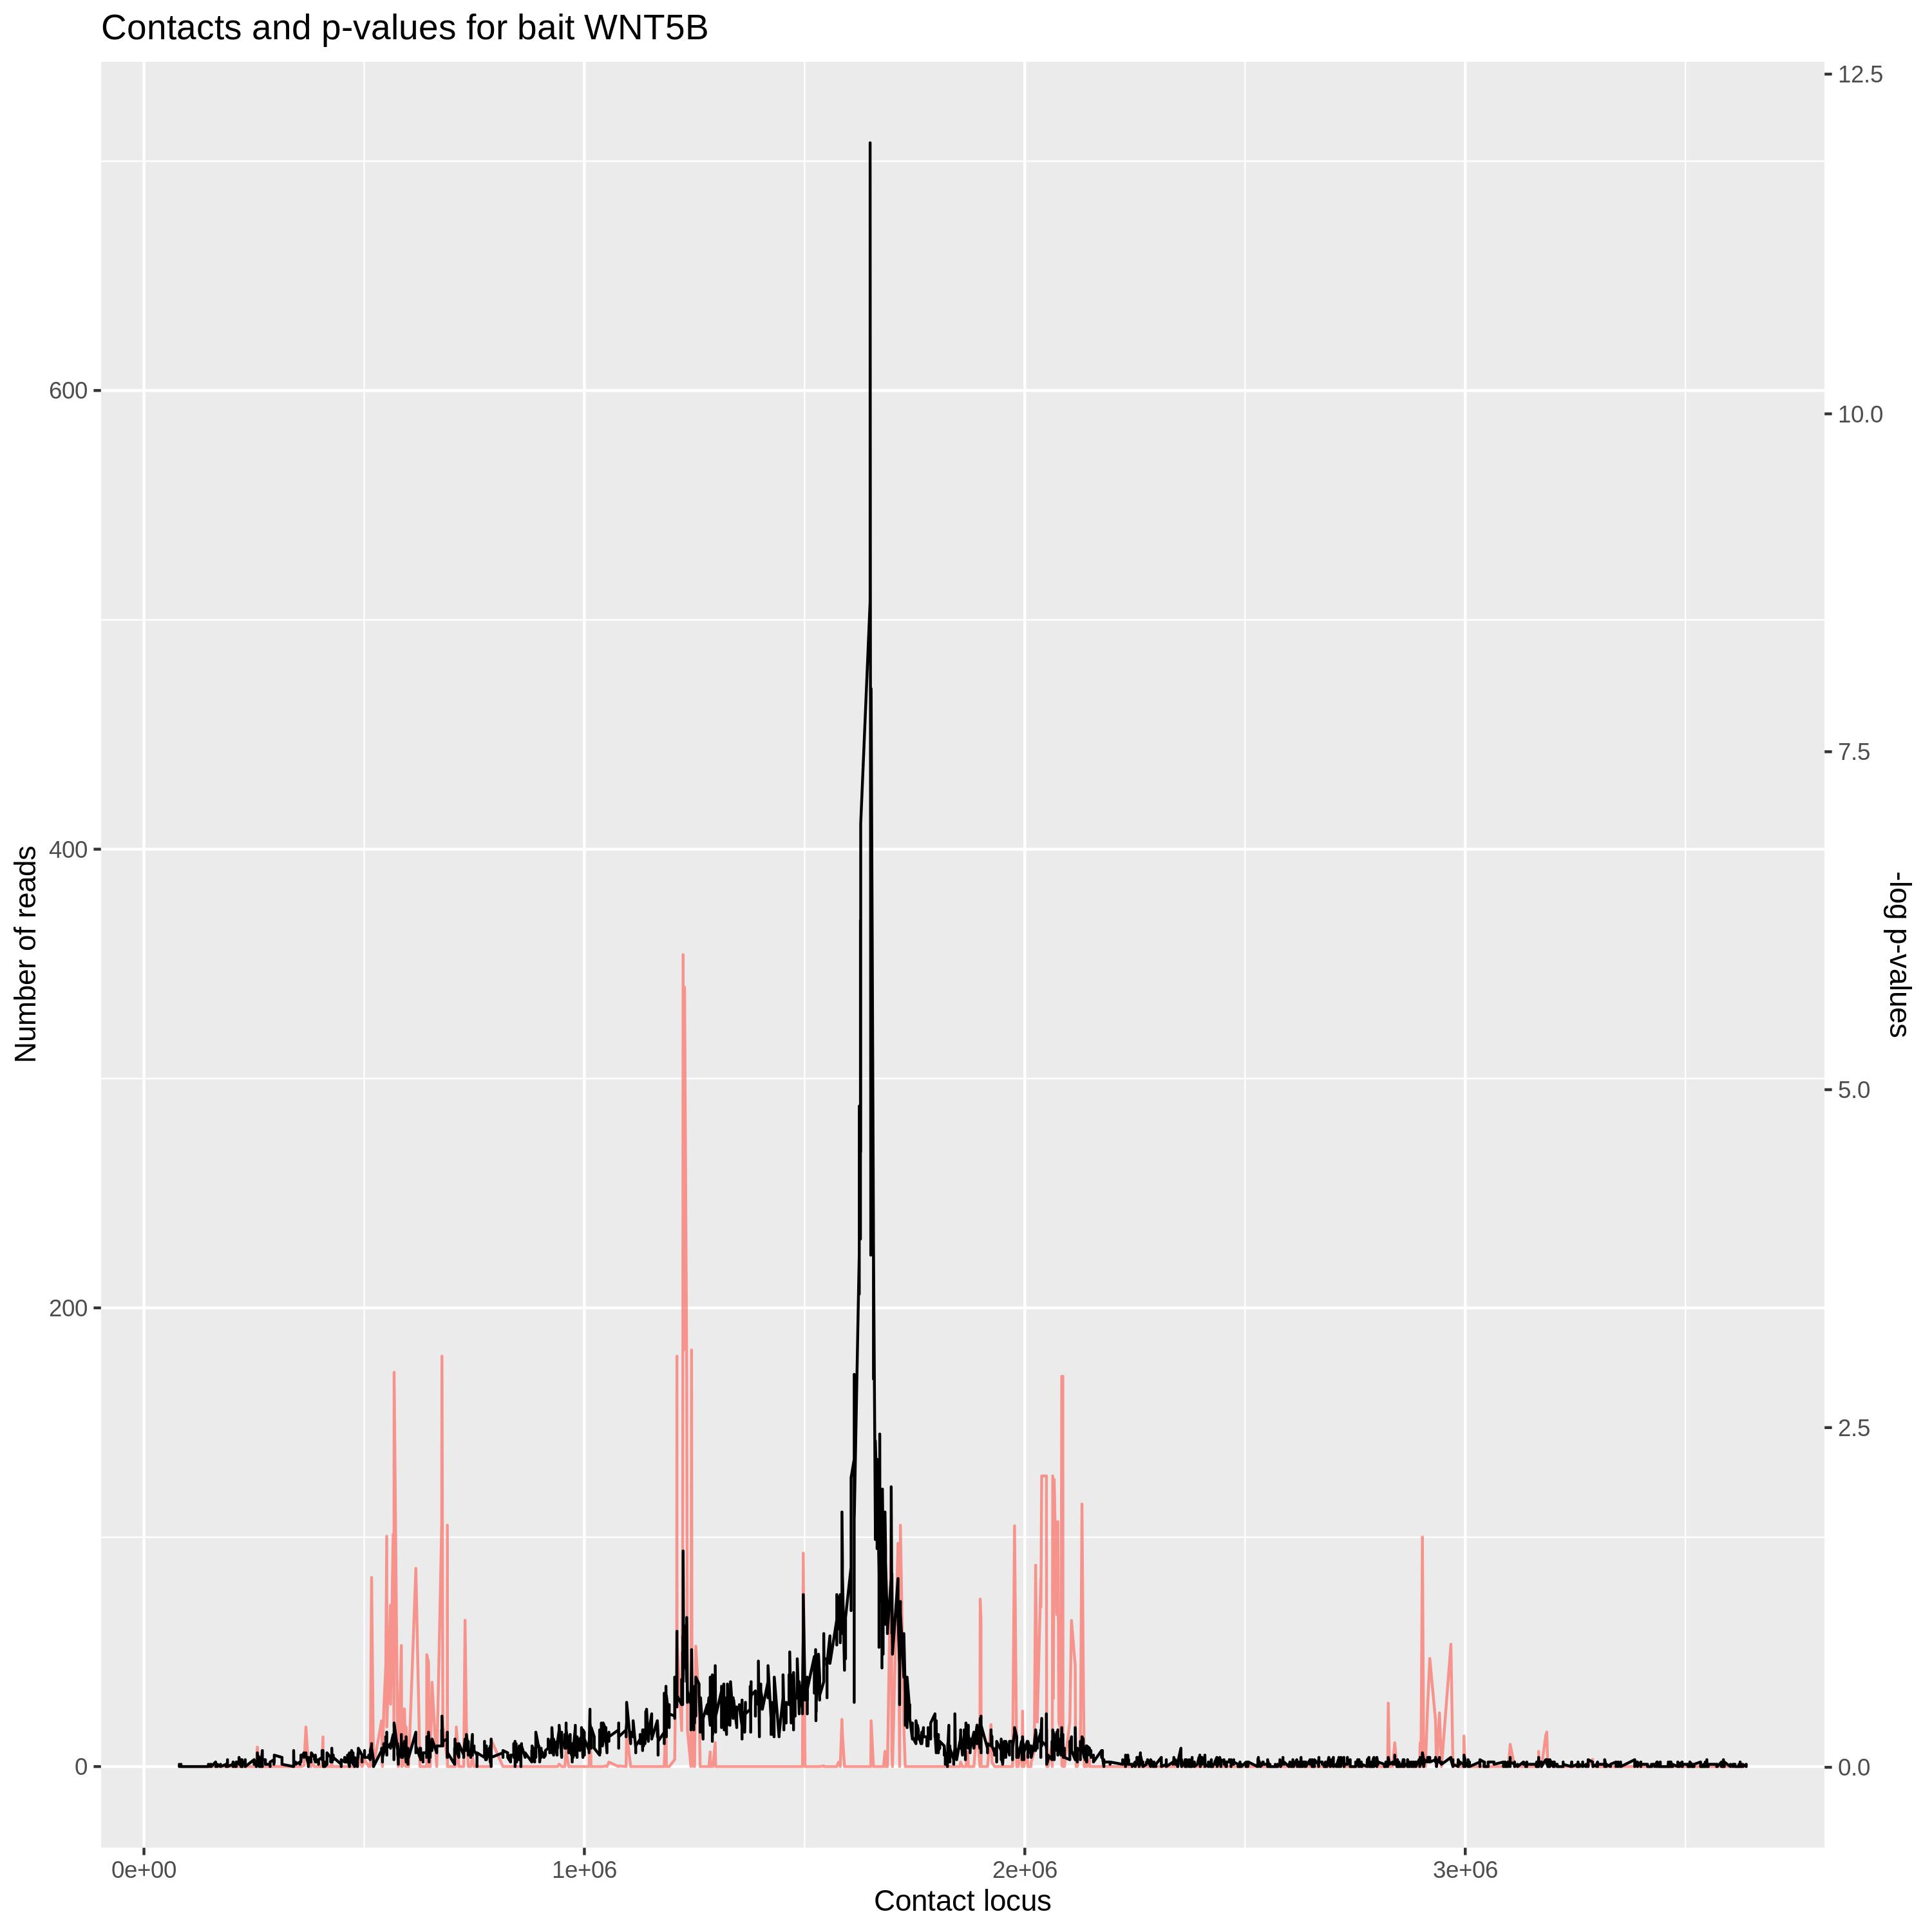 Contacts and p-values for bait WNT5B
12.5
10.0
7.5
5.0
2.5
0.0
600
400
200
0
Number of reads
-log p-values
0e+00
1e+06
2e+06
3e+06
Contact locus